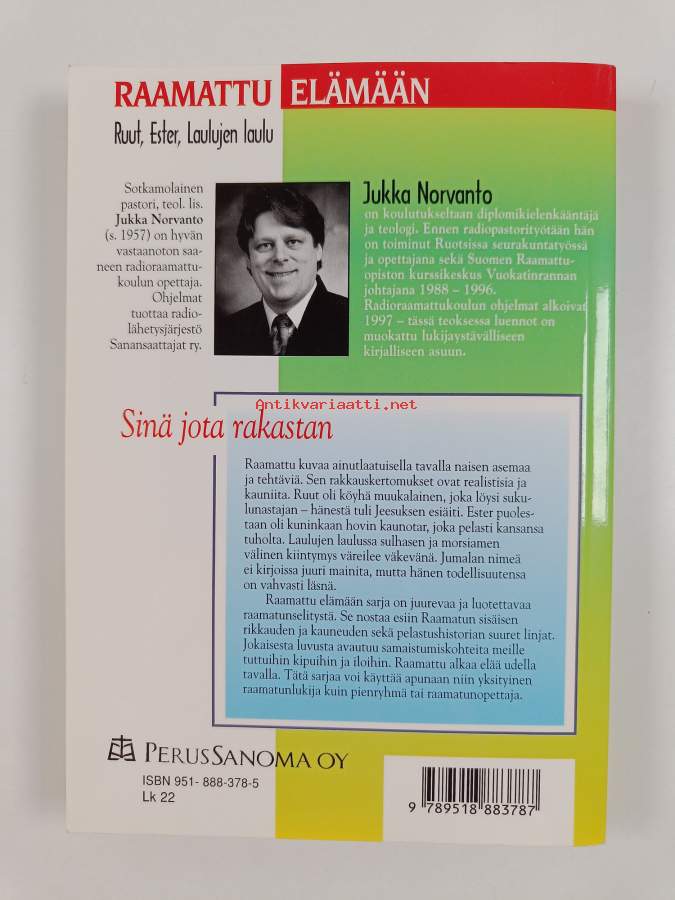 RAAMATTU ELÄMÄÄN
Ruut, Ester, Laulujen laulu
Sotkamolainen
pastori, teol. lis.
Jukka Norvanto
(s. 1957) on hyvän
vastaanoton saa-
neen radioraamattu-
koulun opettaja.
Ohjelmat
tuottaa radio-
lähetysjärjestö
Sanansaattajat ry.
Jukka Norvanto
on koulutukseltaan diplomikielenkääntäjä
ja teologi. Ennen radiopastorityötään hän
on toiminut Ruotsissa seurakuntatyössä
ja opettajana sekä Suomen Raamattu-
opiston kurssikeskus Vuokatinrannan
johtajana 1988 – 1996.
Radioraamattukoulun ohjelmat alkoivat
1997 – tässä teoksessa luennot on
muokattu lukijaystävälliseen
kirjalliseen asuun.
Antikvariaatti.net
Sinä jota rakastan
Raamattu kuvaa ainutlaatuisella tavalla naisen asemaa
ja tehtäviä. Sen rakkauskertomukset ovat realistisia ja
kauniita. Ruut oli köyhä muukalainen, joka löysi suku-
lunastajan – hänestä tuli Jeesuksen esiäiti. Ester puoles-
taan oli kuninkaan hovin kaunotar, joka pelasti kansansa
tuholta. Laulujen laulussa sulhasen ja morsiamen
välinen kiintymys väreilee väkevänä. Jumalan nimeä
ei kirjoissa juuri mainita, mutta hänen todellisuutensa
on vahvasti läsnä.
Raamattu elämään sarja on juurevaa ja luotettavaa
raamatunselitystä. Se nostaa esiin Raamatun sisäisen
rikkauden ja kauneuden sekä pelastushistorian suuret linjat.
Jokaisesta luvusta avautuu samaistumiskohteita meille
tuttuihin kipuihin ja iloihin. Raamattu alkaa elää udella
tavalla. Tätä sarjaa voi käyttää apunaan niin yksityinen
raamatunlukija kuin pienryhmä tai raamatunopettaja.
PERUSSANOMA OY
ISBN 951- 888-378-5
Lk 22
9 789518 883787